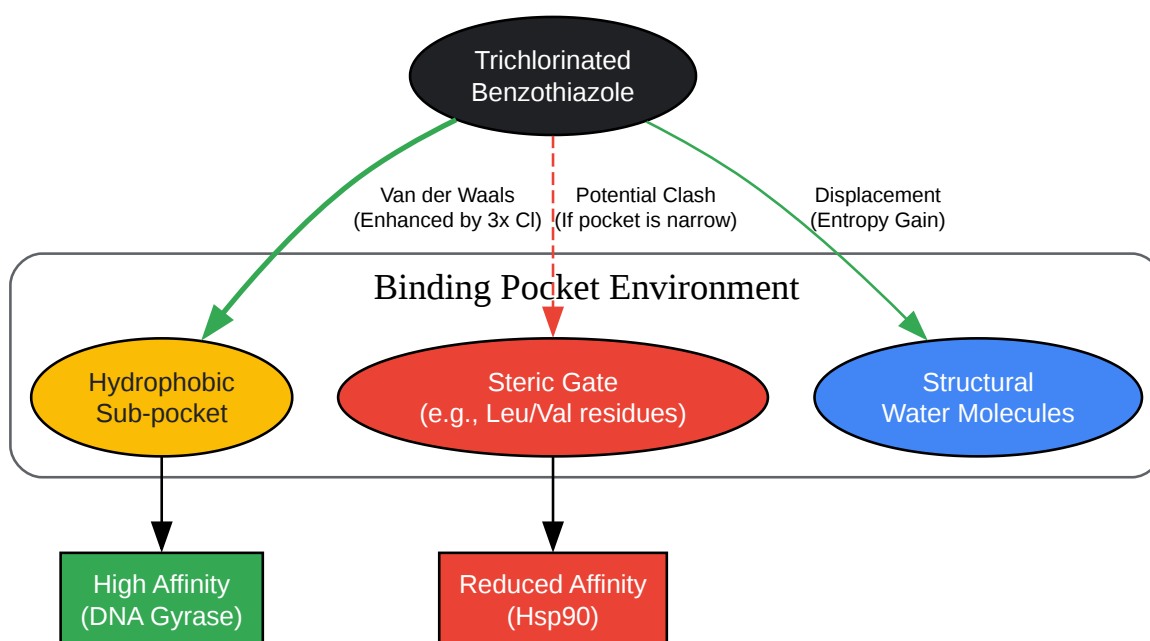 Trichlorinated
Benzothiazole
Van der Waals
(Enhanced by 3x Cl)
Potential Clash
(If pocket is narrow)
Displacement
(Entropy Gain)
Binding Pocket Environment
Hydrophobic
Sub-pocket
Steric Gate
(e.g., Leu/Val residues)
Structural
Water Molecules
High Affinity
(DNA Gyrase)
Reduced Affinity
(Hsp90)